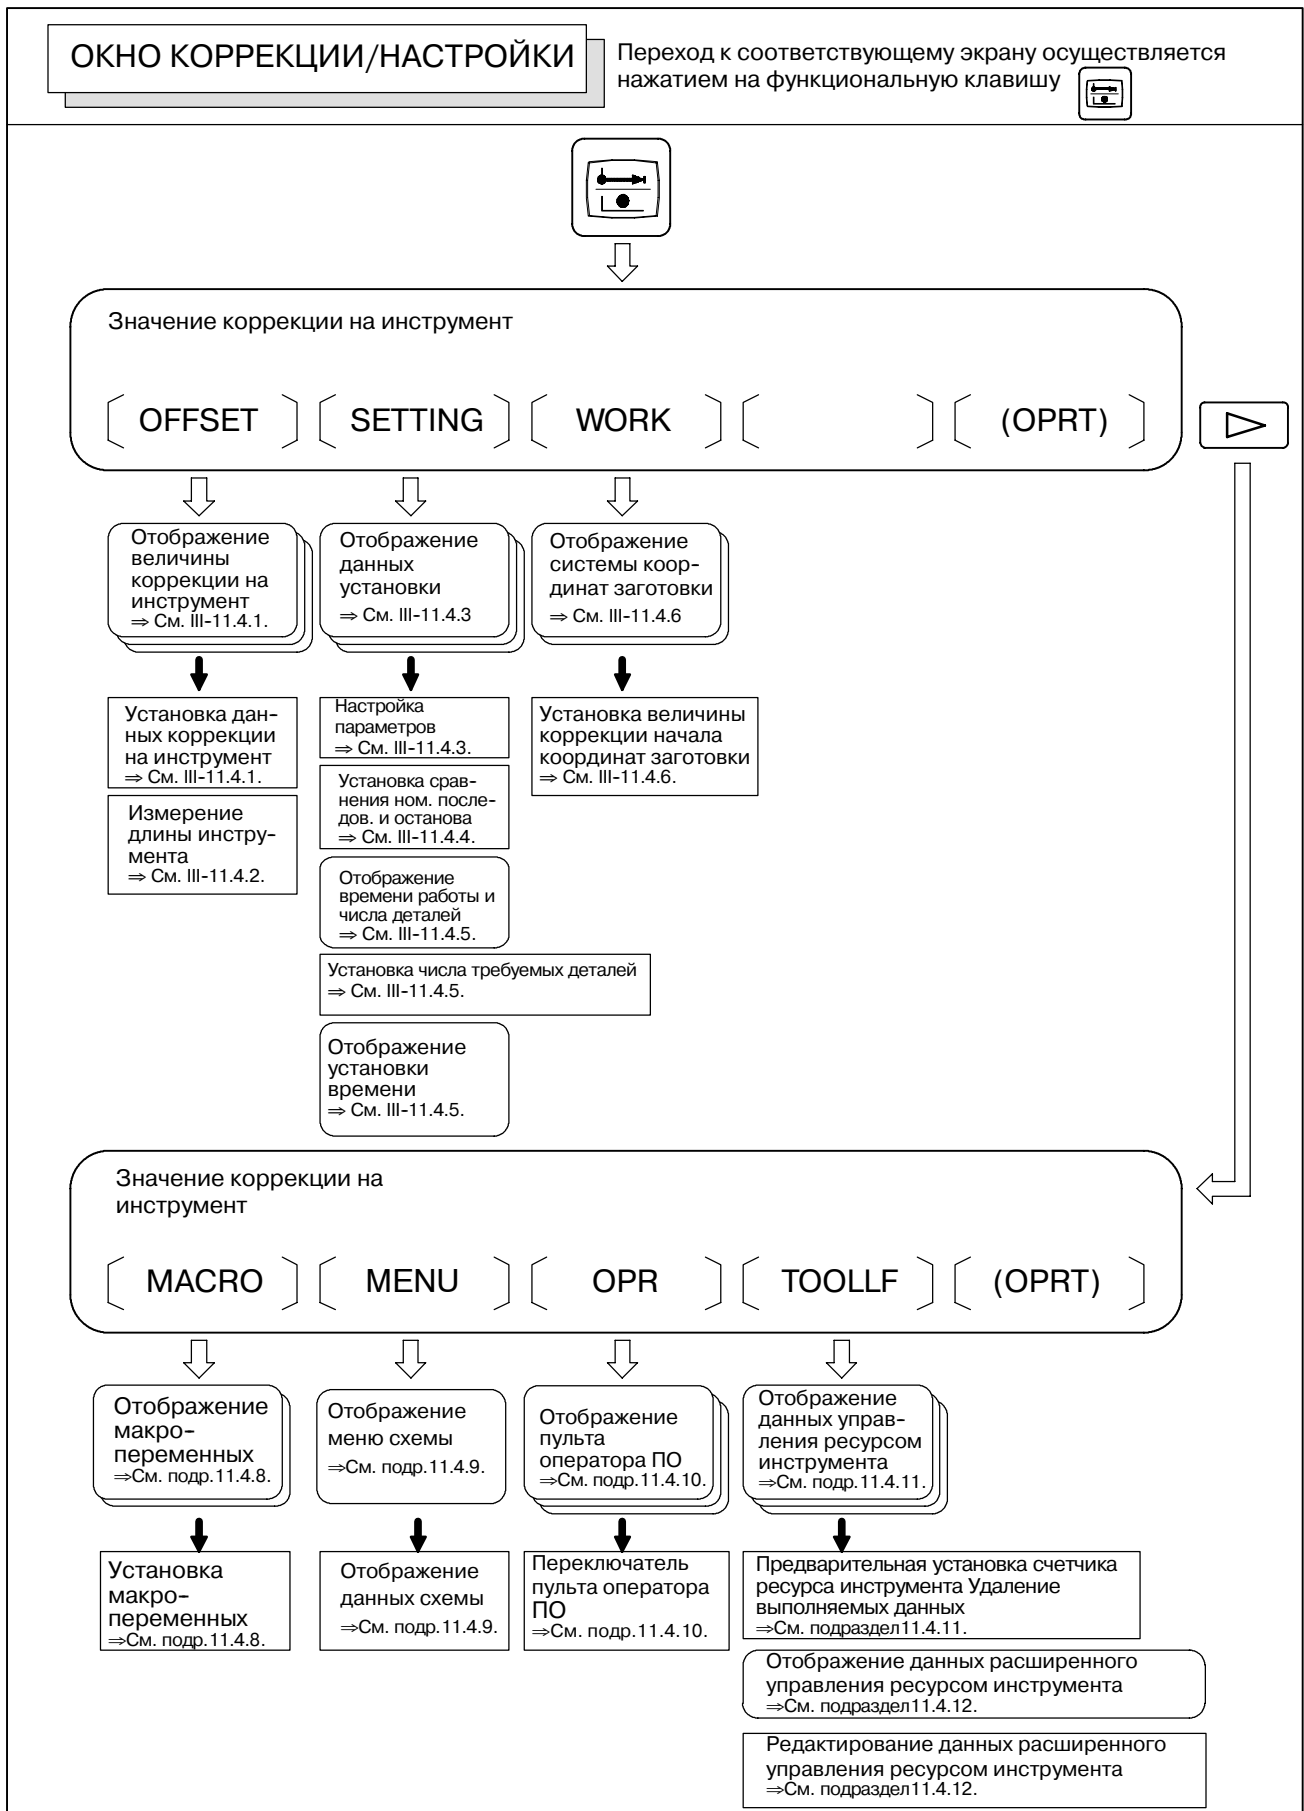 ОКНО КОРРЕКЦИИ/НАСТРОЙКИ
Переход к соответствующему экрану осуществляется
нажатием на функциональную клавишу
Значение коррекции на инструмент
OFFSET
SETTING
WORK
(OPRT)
Отображение
величины
коррекции на
инструмент
⇒ См. III-11.4.1.
Отображение
данных
установки
⇒ См. III-11.4.3
Отображение
системы коор-
динат заготовки
⇒ См. III-11.4.6
Установка дан-
ных коррекции
на инструмент
⇒ См. III-11.4.1.
Измерение
длины инстру-
мента
⇒ См. III-11.4.2.
Настройка
параметров
⇒ См. III-11.4.3.
Установка срав-
нения ном. после-
дов. и останова
⇒ См. III-11.4.4.
Отображение
времени работы и
числа деталей
⇒ См. III-11.4.5.
Установка числа требуемых деталей
⇒ См. III-11.4.5.
Отображение
установки
времени
⇒ См. III-11.4.5.
Установка величины
коррекции начала
координат заготовки
⇒ См. III-11.4.6.
Значение коррекции на
инструмент
MACRO
MENU
OPR
TOOLLF
(OPRT)
Отображение
макро-
переменных
⇒См. подр.11.4.8.
Отображение
меню схемы
⇒См. подр.11.4.9.
Отображение
пульта
оператора ПО
⇒См. подр.11.4.10.
Отображение
данных управ-
ления ресурсом
инструмента
⇒См. подр.11.4.11.
Установка
макро-
переменных
⇒См. подр.11.4.8.
Отображение
данных схемы
⇒См. подр.11.4.9.
Переключатель
пульта оператора
ПО
⇒См. подр.11.4.10.
Предварительная установка счетчика
ресурса инструмента Удаление
выполняемых данных
⇒См. подраздел11.4.11.
Отображение данных расширенного
управления ресурсом инструмента
⇒См. подраздел11.4.12.
Редактирование данных расширенного
управления ресурсом инструмента
⇒См. подраздел11.4.12.